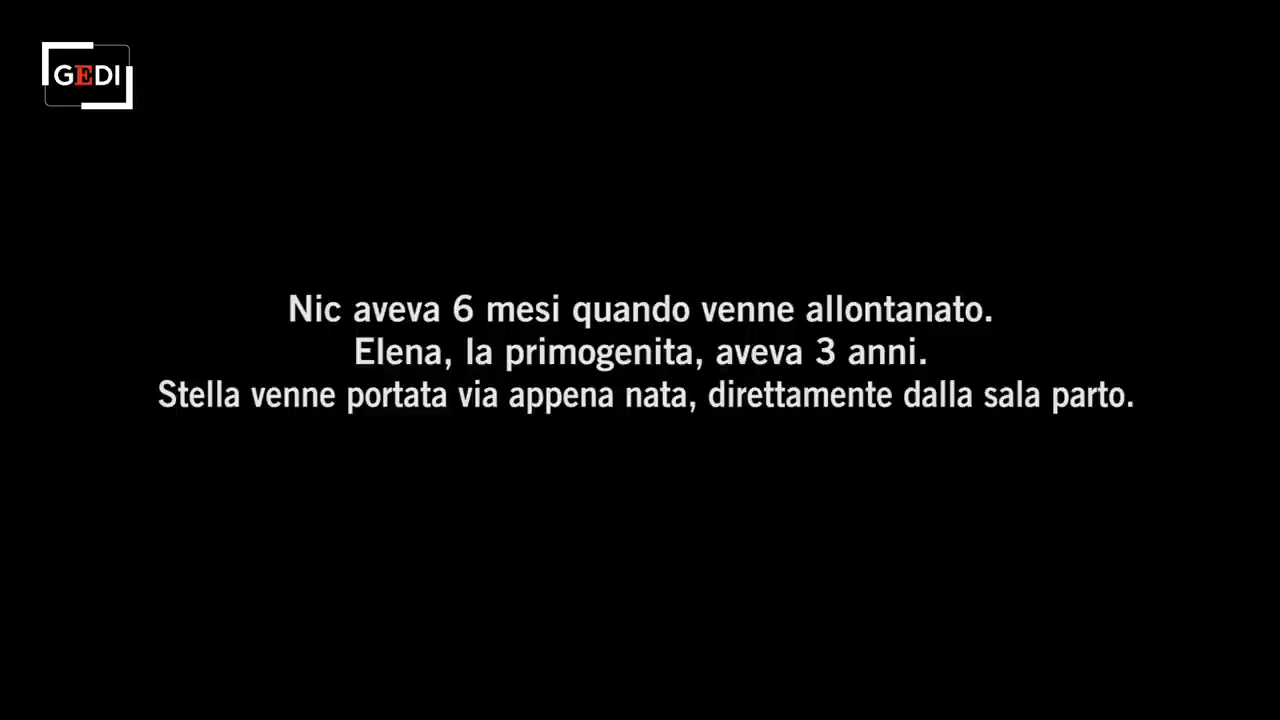 GEDI
Nic aveva 6 mesi quando venne allontanato.
Elena, la primogenita, aveva 3 anni.
Stella venne portata via appena nata, direttamente dalla sala parto.